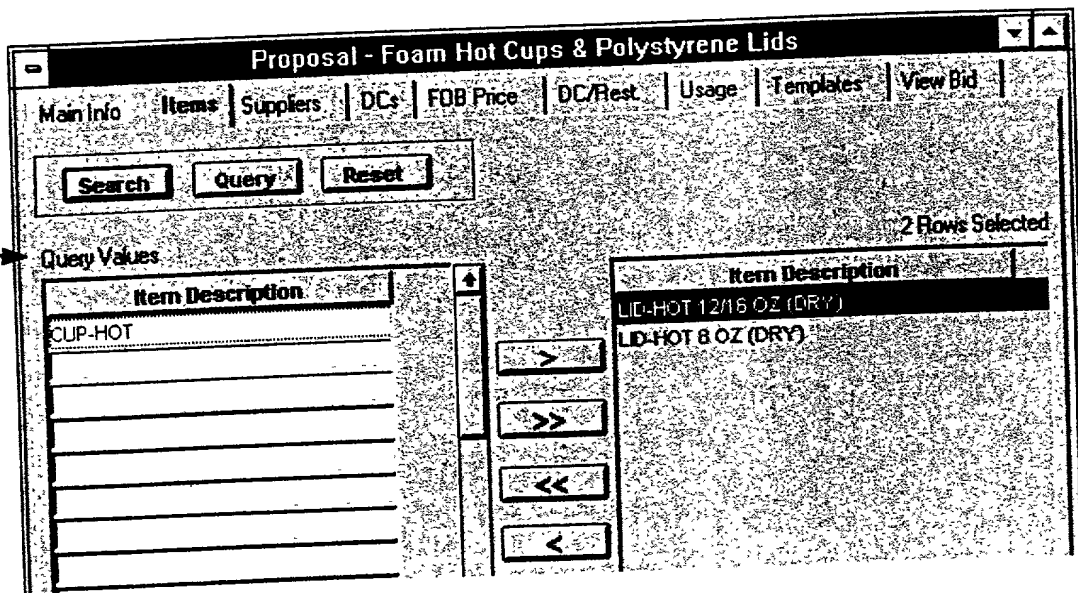 Proposal - Foam Hot Cups & Polystyrene Lids
Main Info Items Suppliers DCs FOB Price DC/Rest. Usage Templates View Bid
Search Query Reset
2 Rows Selected
Query Values
Item Description
CUP-HOT
>
>>
<<
<
Item Description
LID-HOT 12/16 OZ (DRY)
LID-HOT 8 OZ (DRY)